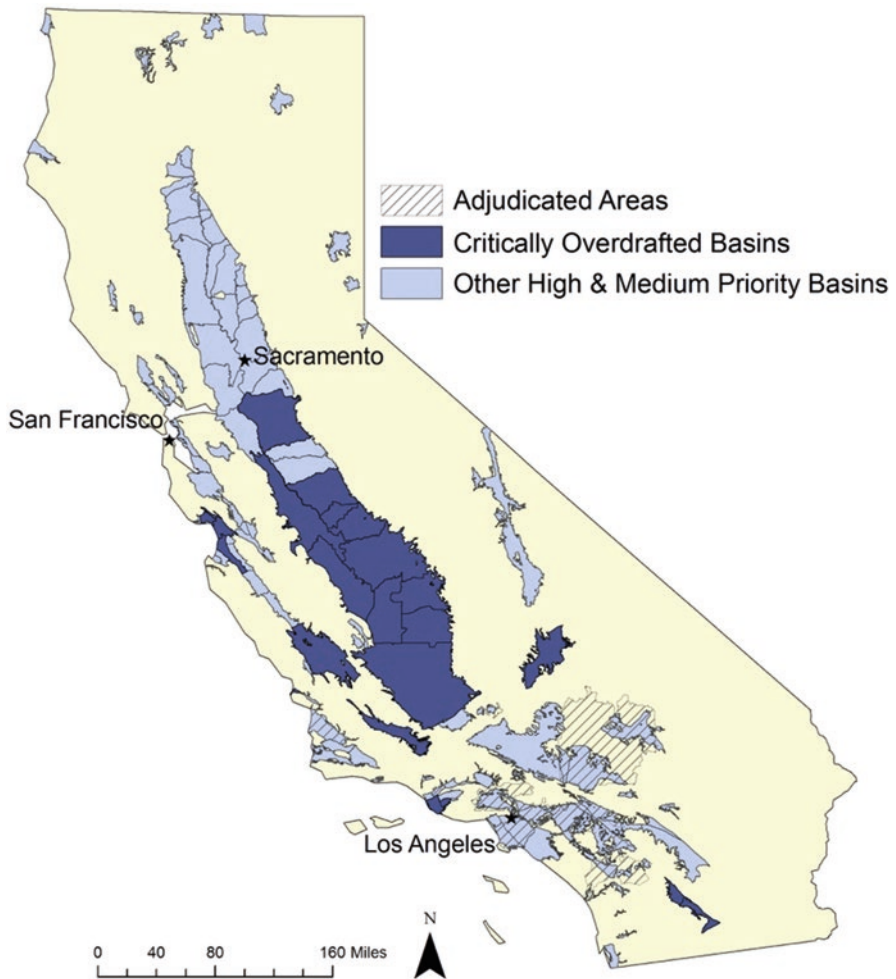 Adjudicated Areas
Critically Overdrafted Basins
Other High & Medium Priority Basins
Sacramento
San Francisco
Los Angeles
N
0 40 80 160 Miles